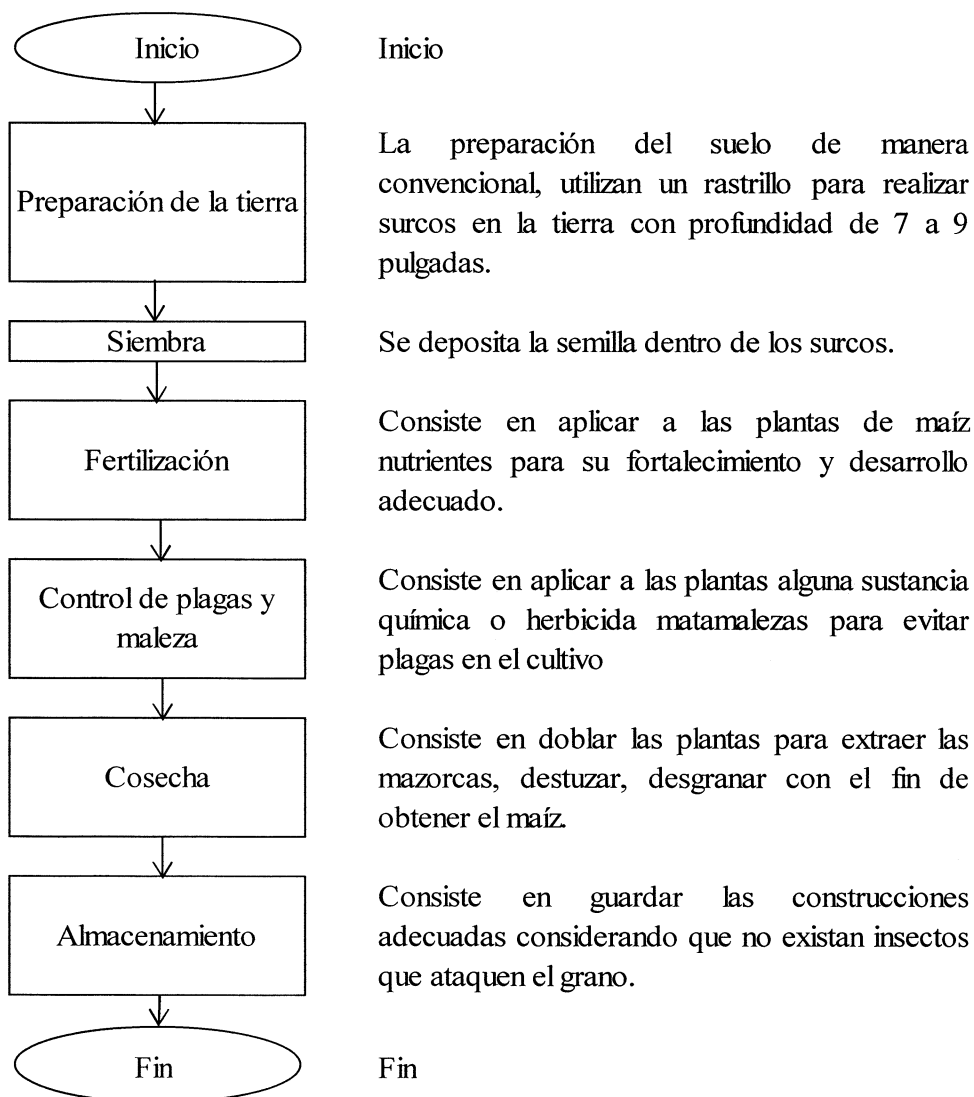 Inicio
Inicio
Preparación de la tierra
La preparación del suelo de manera
convencional, utilizan un rastrillo para realizar
surcos en la tierra con profundidad de 7 a 9
pulgadas.
Siembra
Se deposita la semilla dentro de los surcos.
Fertilización
Consiste en aplicar a las plantas de maíz
nutrientes para su fortalecimiento y desarrollo
adecuado.
Control de plagas y
maleza
Consiste en aplicar a las plantas alguna sustancia
química o herbicida matamalezas para evitar
plagas en el cultivo
Cosecha
Consiste en doblar las plantas para extraer las
mazorcas, destuzar, desgranar con el fin de
obtener el maíz.
Almacenamiento
Consiste en guardar las construcciones
adecuadas considerando que no existan insectos
que ataquen el grano.
Fin
Fin